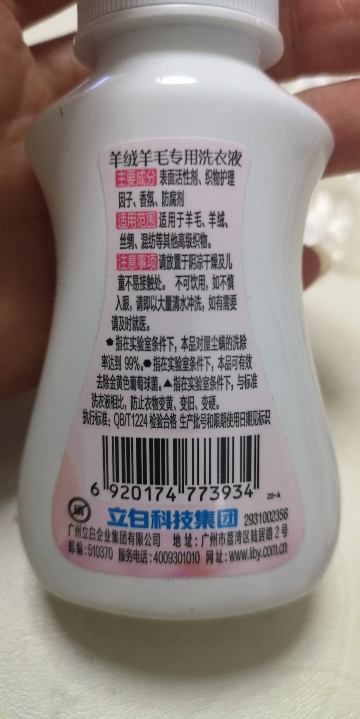 羊绒羊毛专用洗衣液
主要成分 表面活性剂、织物护理
因子、香氛、防腐剂
适用范围 适用于羊毛、羊绒、
丝绸、混纺等其他高级织物。
注意事项 请放置于阴凉干燥及儿
童不易接触处。 不可饮用，如不慎
入眼，请即以大量清水冲洗，如有需要
请及时就医。
●指在实验室条件下，本品对屋尘螨的洗除
率达到 99%。●指在实验室条件下，本品可有效
去除金黄色葡萄球菌。▲指在实验室条件下，与标准
洗衣液相比，防止衣物变黄、变旧、变硬。
执行标准：QB/T1224 检验合格 生产批号和限期使用日期见标识
6 920174 773934
立白科技集团 2931002356
广州立白企业集团有限公司 地址：广州市荔湾区陆居路2号
邮编：510370 服务电话：4009301010 网址：www.liby.com.cn